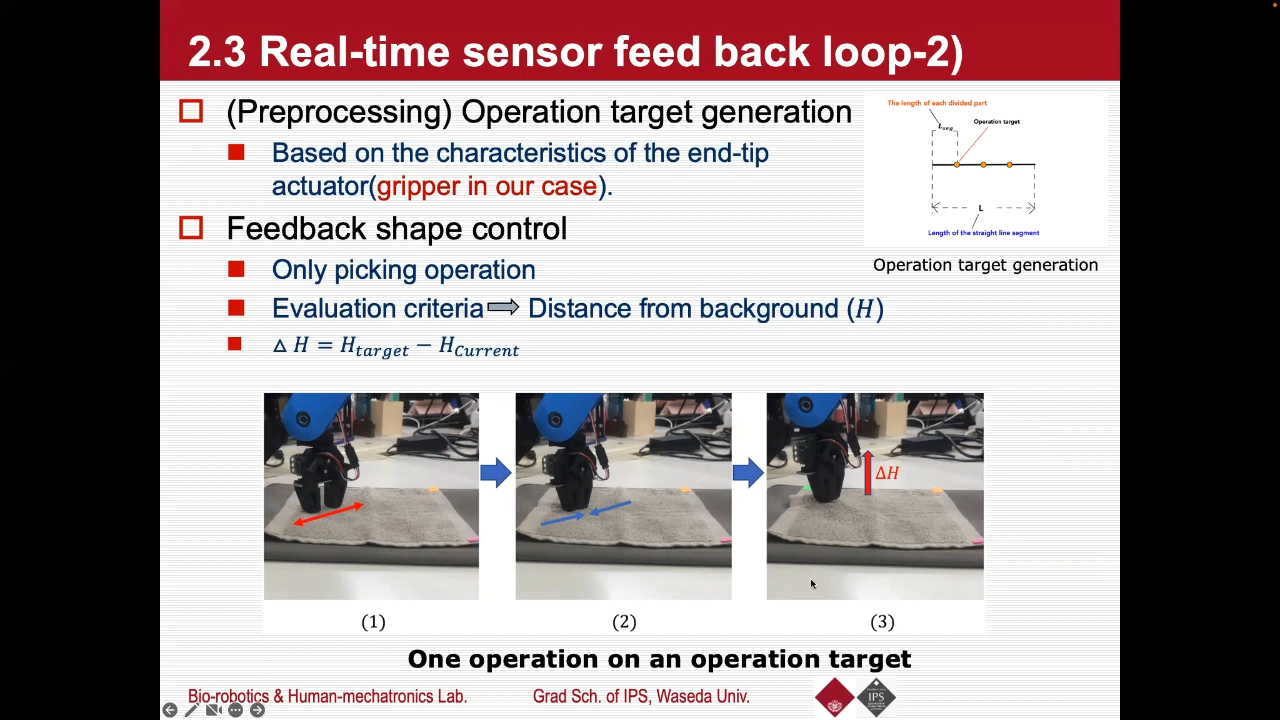 2.3 Real-time sensor feed back loop-2)
(Preprocessing) Operation target generation
Based on the characteristics of the end-tip
actuator(gripper in our case).
Feedback shape control
Only picking operation
Evaluation criteria Distance from background (H)
△ H = H_target − H_Current
The length of each divided part
L_seg
Operation target
L
Length of the straight line segment
Operation target generation
ΔH
(1)
(2)
(3)
One operation on an operation target
Bio-robotics & Human-mechatronics Lab.
Grad Sch. of IPS, Waseda Univ.
IPS